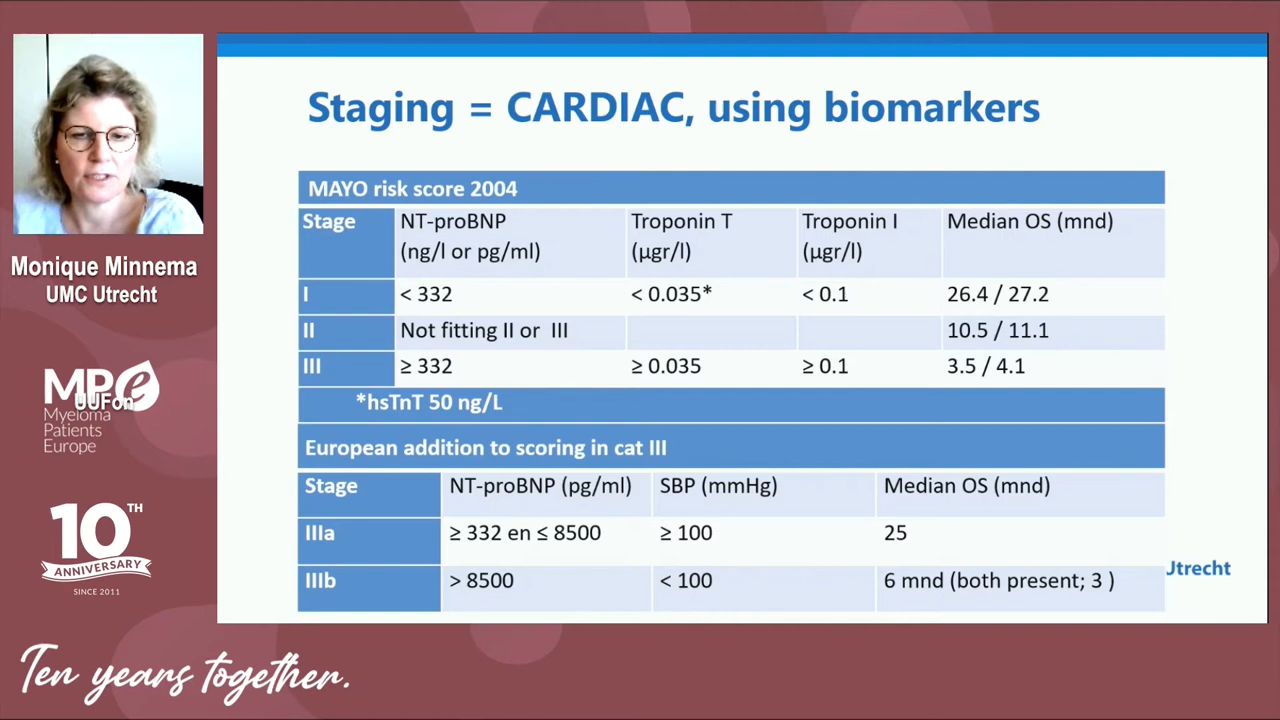 Staging = CARDIAC, using biomarkers
MAYO risk score 2004
Stage NT-proBNP (ng/l or pg/ml) Troponin T (µgr/l) Troponin I (µgr/l) Median OS (mnd)
I < 332 < 0.035* < 0.1 26.4 / 27.2
II Not fitting II or III 10.5 / 11.1
III ≥ 332 ≥ 0.035 ≥ 0.1 3.5 / 4.1
*hsTnT 50 ng/L
European addition to scoring in cat III
Stage NT-proBNP (pg/ml) SBP (mmHg) Median OS (mnd)
IIIa ≥ 332 en ≤ 8500 ≥ 100 25
IIIb > 8500 < 100 6 mnd (both present; 3 )
Utrecht
Monique Minnema
UMC Utrecht
MPe
UUFon
Myeloma
Patients
Europe
10TH
ANNIVERSARY
SINCE 2011
Ten years together.